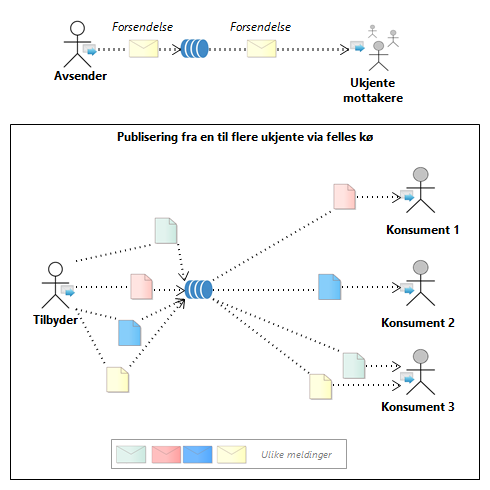 Forsendelse
Forsendelse
Avsender
Ukjente
mottakere
Publisering fra en til flere ukjente via felles kø
Konsument 1
Tilbyder
Konsument 2
Konsument 3
Ulike meldinger